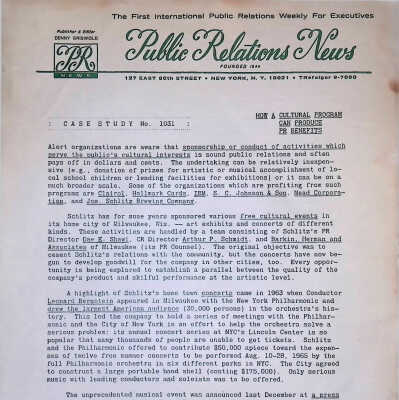 The First International Public Relations Weekly For Executives
Publisher & Editor
DENNY GRISWOLD
PR
NEWS
Public Relations News
FOUNDED 1944
127 EAST 80TH STREET • NEW YORK, N. Y. 10021 • TRafalgar 9-7090
: CASE STUDY No. 1031 :
HOW A CULTURAL PROGRAM
CAN PRODUCE
PR BENEFITS
Alert organizations are aware that sponsorship or conduct of activities which
serve the public's cultural interests is sound public relations and often
pays off in dollars and cents. The undertaking can be relatively inexpen-
sive (e.g., donation of prizes for artistic or musical accomplishment of lo-
cal school children or lending facilities for exhibitions) or it can be on a
much broader scale. Some of the organizations which are profiting from such
programs are Clairol, Hallmark Cards, IBM, S. C. Johnson & Son, Mead Corpora-
tion, and Jos. Schlitz Brewing Company.
Schlitz has for some years sponsored various free cultural events in
its home city of Milwaukee, Wis. -- art exhibits and concerts of different
kinds. These activities are handled by a team consisting of Schlitz's PR
Director Dav K. Shawl, CR Director Arthur P. Schmidt, and Barkin, Herman and
Associates of Milwaukee (its PR Counsel). The original objective was to
cement Schlitz's relations with the community, but the concerts have now be-
gun to develop goodwill for the company in other cities, too. Every oppor-
tunity is being explored to establish a parallel between the quality of the
company's product and skilful performance at the artistic level.
A highlight of Schlitz's home town concerts came in 1963 when Conductor
Leonard Bernstein appeared in Milwaukee with the New York Philharmonic and
drew the largest American audience (30,000 persons) in the orchestra's his-
tory. This led the company to hold a series of meetings with the Philhar-
monic and the City of New York in an effort to help the orchestra solve a
serious problem: its annual concert series at NYC's Lincoln Center is so
popular that many thousands of people are unable to get tickets. Schlitz
and the Philharmonic offered to contribute $50,000 apiece toward the expen-
ses of twelve free summer concerts to be performed Aug. 10-28, 1965 by the
full Philharmonic orchestra in six different parks in NYC. The City agreed
to construct a large portable band shell (costing $175,000). Only serious
music with leading conductors and soloists was to be offered.
The unprecedented musical event was announced last December at a press